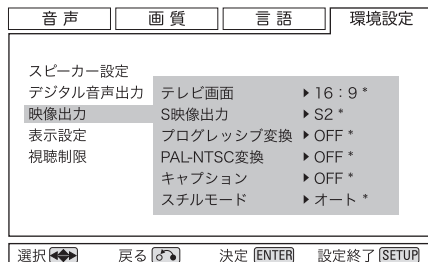 音声 画質 言語 環境設定
スピーカー設定
デジタル音声出力 テレビ画面 ▶ 16：9 *
映像出力 S映像出力 ▶ S2 *
表示設定 プログレッシブ変換 ▶ OFF *
視聴制限 PAL-NTSC変換 ▶ OFF *
キャプション ▶ OFF *
スチルモード ▶ オート *
選択 戻る 決定 ENTER 設定終了 SETUP